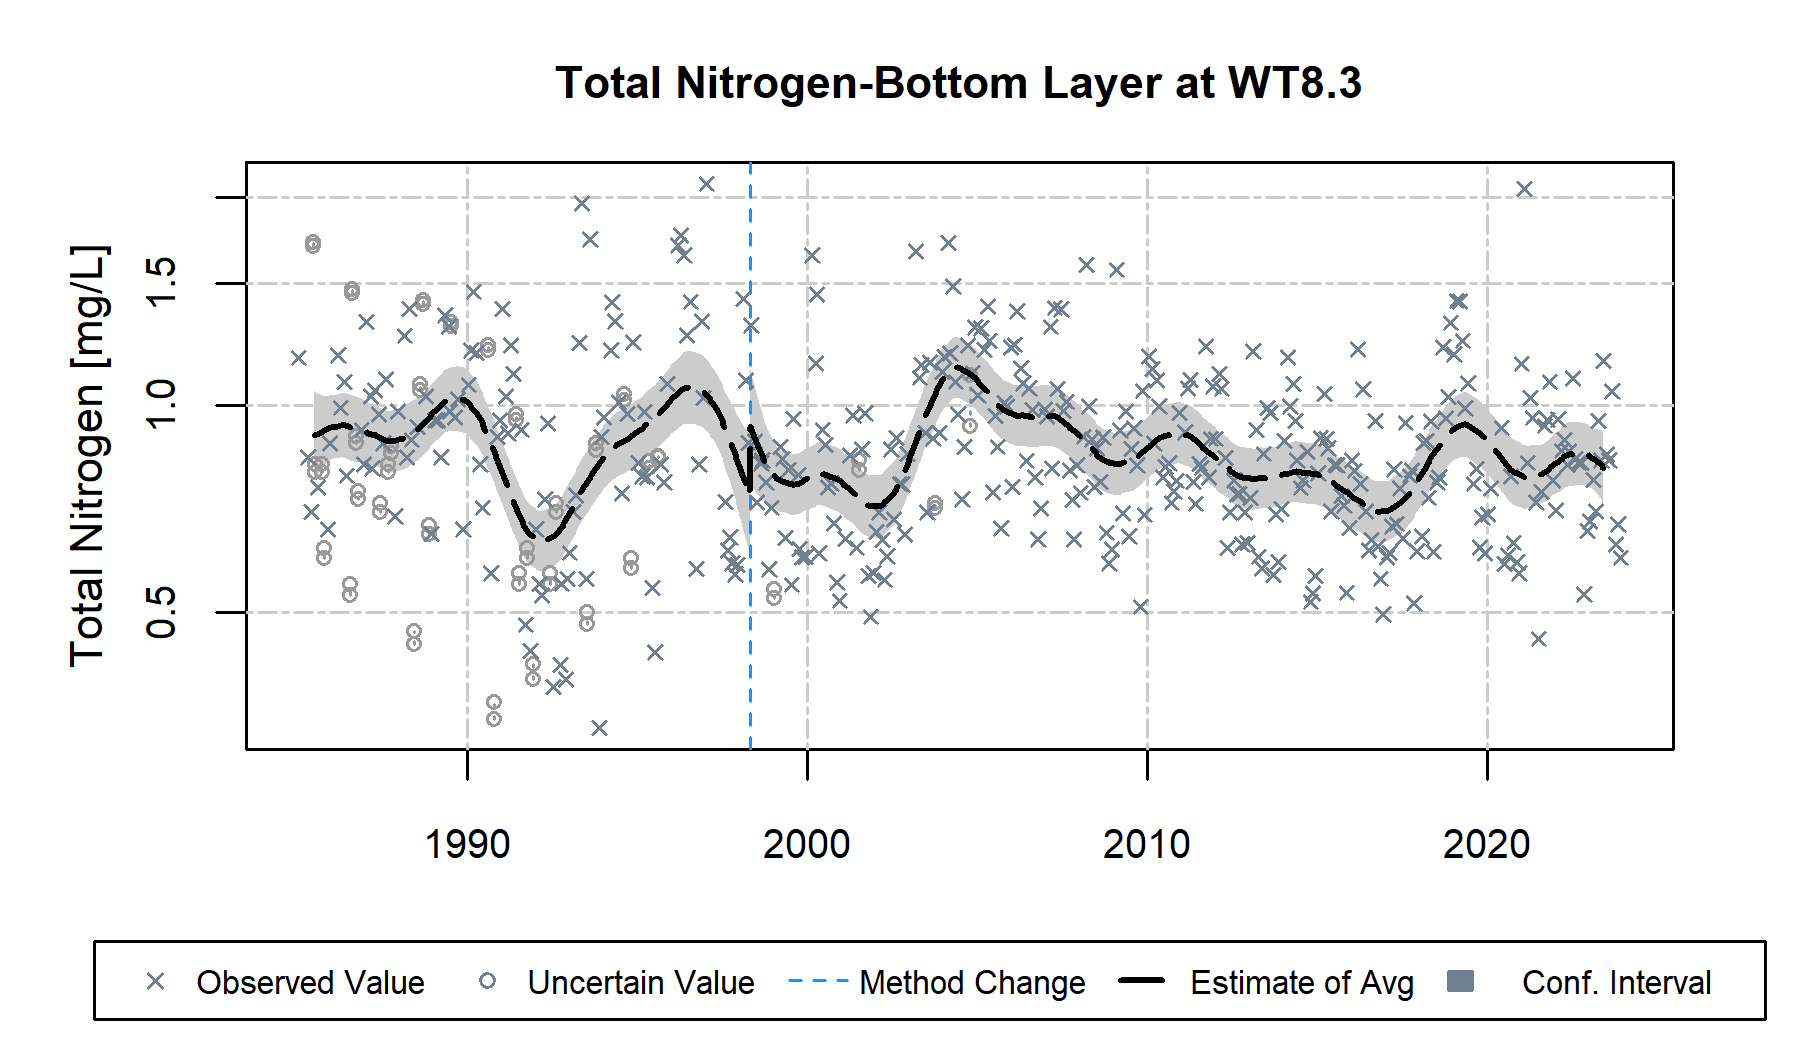 Total Nitrogen-Bottom Layer at WT8.3
Total Nitrogen [mg/L]
1.5
1.0
0.5
1990 2000 2010 2020
Observed Value Uncertain Value Method Change Estimate of Avg Conf. Interval